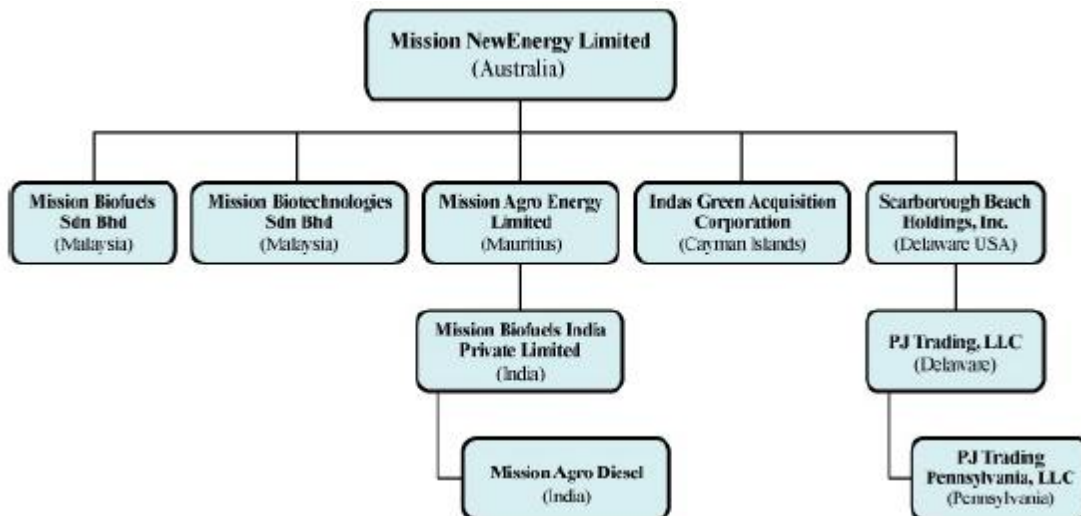 Mission NewEnergy Limited
(Australia)
Mission Biofuels
Sdn Bhd
(Malaysia)
Mission Biotechnologies
Sdn Bhd
(Malaysia)
Mission Agro Energy
Limited
(Mauritius)
Indas Green Acquisition
Corporation
(Cayman Islands)
Scarborough Beach
Holdings, Inc.
(Delaware USA)
Mission Biofuels India
Private Limited
(India)
PJ Trading, LLC
(Delaware)
Mission Agro Diesel
(India)
PJ Trading
Pennsylvania, LLC
(Pennsylvania)